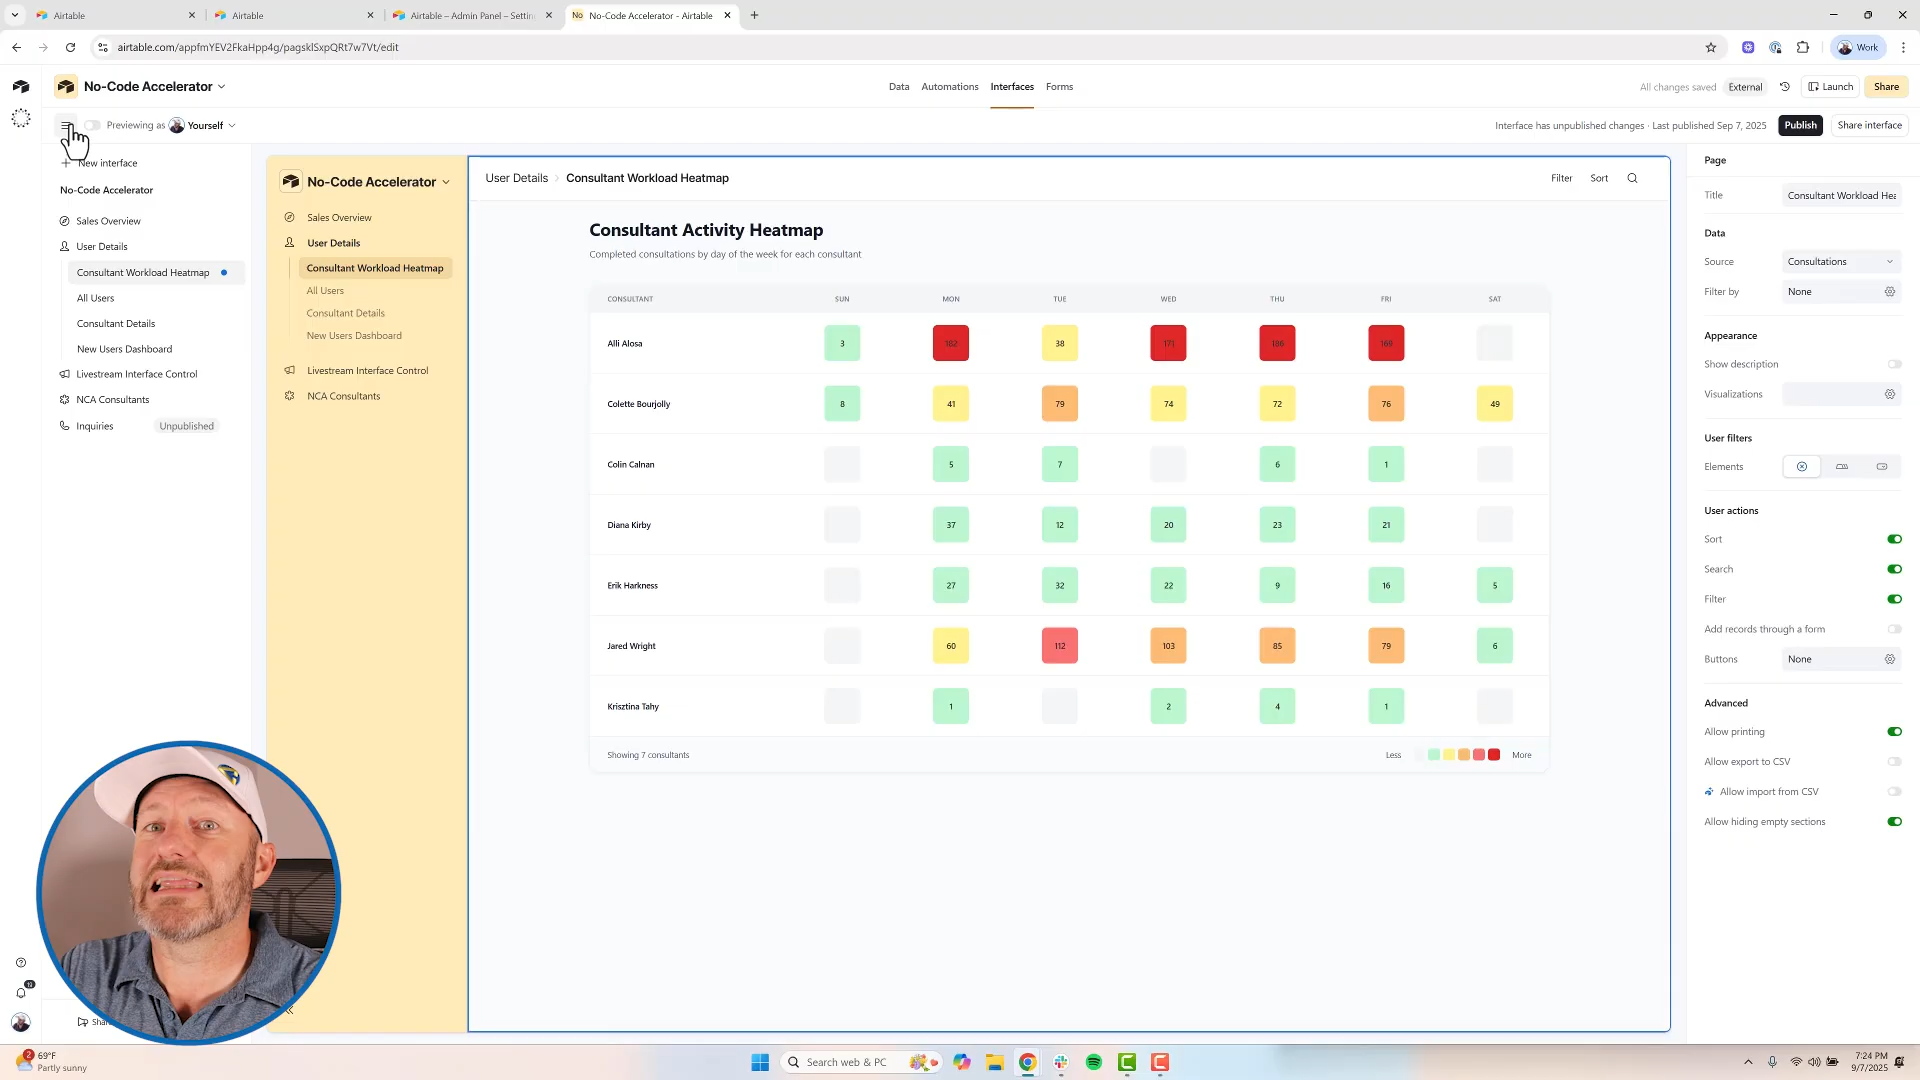 Airtable
Airtable
Airtable – Admin Panel – Settin
No No-Code Accelerator - Airtable
airtable.com/appfmYEV2FkaHpp4g/pagsklSxpQRt7w7Vt/edit
Work
No-Code Accelerator
Data Automations Interfaces Forms
All changes saved External Launch Share
Previewing as Yourself
Interface has unpublished changes · Last published Sep 7, 2025 Publish Share interface
New interface
No-Code Accelerator
Sales Overview
User Details
Consultant Workload Heatmap
All Users
Consultant Details
New Users Dashboard
Livestream Interface Control
NCA Consultants
Inquiries Unpublished
No-Code Accelerator
Sales Overview
User Details
Consultant Workload Heatmap
All Users
Consultant Details
New Users Dashboard
Livestream Interface Control
NCA Consultants
User Details Consultant Workload Heatmap
Filter Sort
Consultant Activity Heatmap
Completed consultations by day of the week for each consultant
CONSULTANT SUN MON TUE WED THU FRI SAT
Alli Alosa 3 182 38 171 186 169
Colette Bourjolly 8 41 79 74 72 76 49
Colin Calnan 5 7 6 1
Diana Kirby 37 12 20 23 21
Erik Harkness 27 32 22 9 16 5
Jared Wright 60 112 103 85 79 6
Krisztina Tahy 1 2 4 1
Showing 7 consultants Less More
Page
Title Consultant Workload Hea
Data
Source Consultations
Filter by None
Appearance
Show description
Visualizations
User filters
Elements
User actions
Sort
Search
Filter
Add records through a form
Buttons None
Advanced
Allow printing
Allow export to CSV
Allow import from CSV
Allow hiding empty sections
Shar
2
69°F
Partly sunny
Search web & PC
7:24 PM
9/7/2025